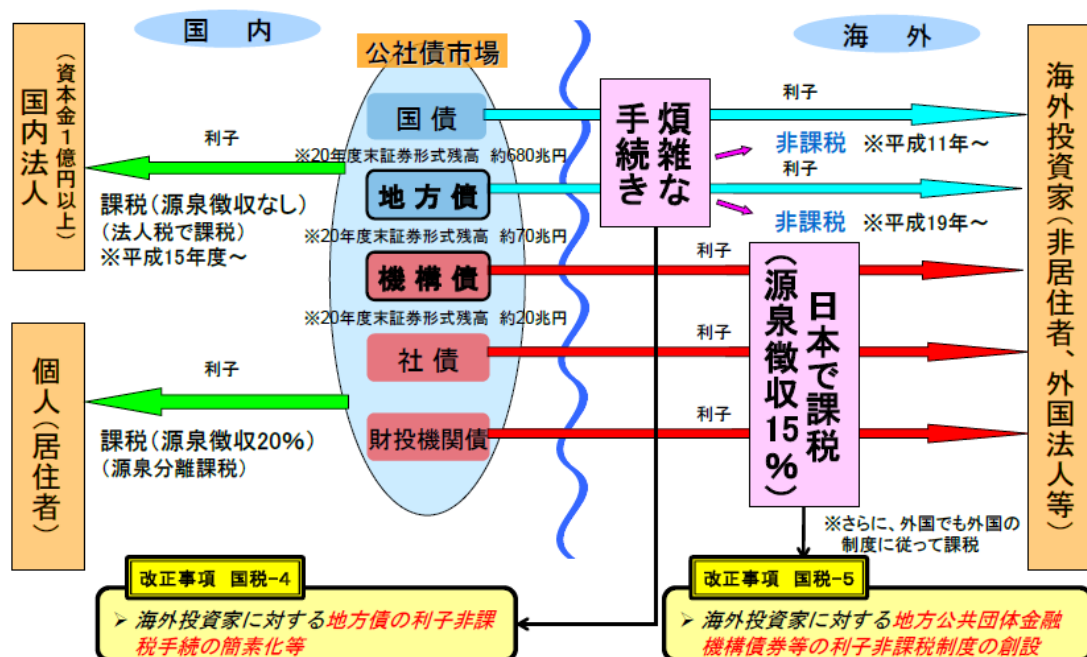 国　内
海　外
公社債市場
国内法人
（資本金１億円以上）
個人（居住者）
利子
課税（源泉徴収なし）
（法人税で課税）
※平成15年度～
利子
課税（源泉徴収20％）
（源泉分離課税）
国 債
※20年度末証券形式残高　約680兆円
地 方 債
※20年度末証券形式残高　約70兆円
機 構 債
※20年度末証券形式残高　約20兆円
社 債
財投機関債
煩雑な
手続き
利子
非課税　※平成11年～
利子
非課税　※平成19年～
利子
利子
利子
日本で課税
（源泉徴収15％）
※さらに、外国でも外国の
制度に従って課税
海外投資家（非居住者、外国法人等）
改正事項　国税-4
➢ 海外投資家に対する地方債の利子非課
税手続の簡素化等
改正事項　国税-5
➢ 海外投資家に対する地方公共団体金融
機構債券等の利子非課税制度の創設